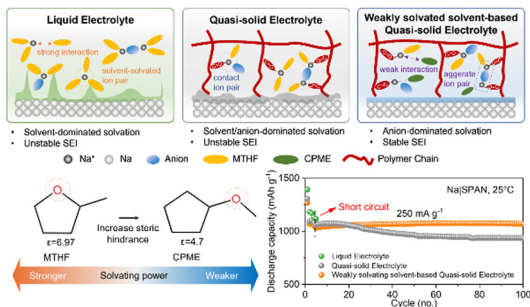 Liquid Electrolyte
strong interaction
solvent-solvated
ion pair
• Solvent-dominated solvation
• Unstable SEI
Quasi-solid Electrolyte
contact
ion pair
• Solvent/anion-dominated solvation
• Unstable SEI
Weakly solvated solvent-based
Quasi-solid Electrolyte
weak interaction
aggerate
ion pair
• Anion-dominated solvation
• Stable SEI
Na⁺ Na Anion MTHF CPME Polymer Chain
O
MTHF
ε=6.97
Increase steric
hindrance
O
CPME
ε=4.7
Stronger Solvating power Weaker
Discharge capacity (mAh g⁻¹)
1500
1000
500
Na||SPAN, 25°C
Short circuit
250 mA g⁻¹
Liquid Electrolyte
Quasi-solid Electrolyte
Weakly solvating solvent-based Quasi-solid Electrolyte
0 20 40 60 80 100
Cycle (no.)